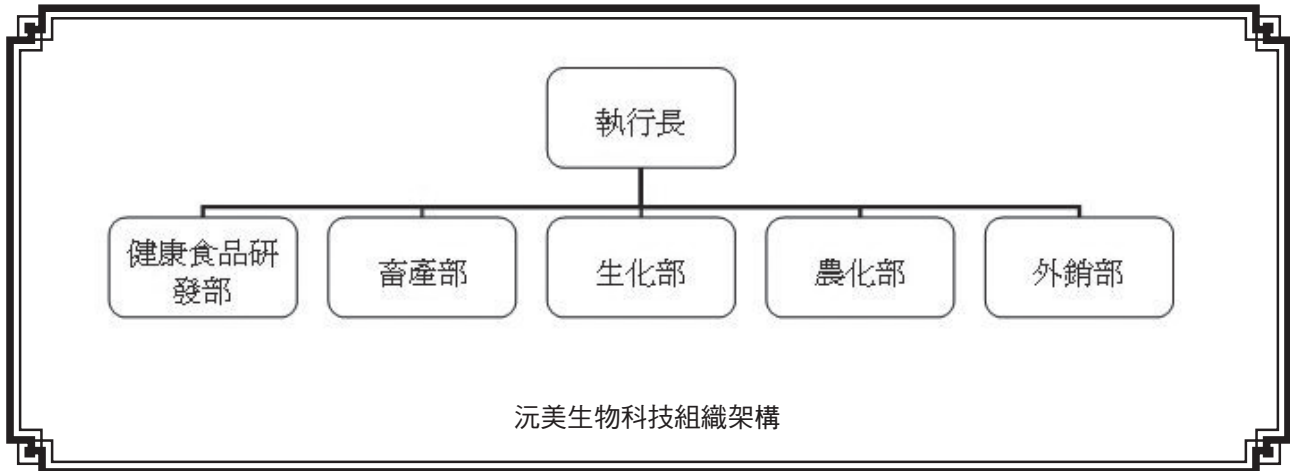 執行長
健康食品研
發部
畜產部
生化部
農化部
外銷部
沅美生物科技組織架構